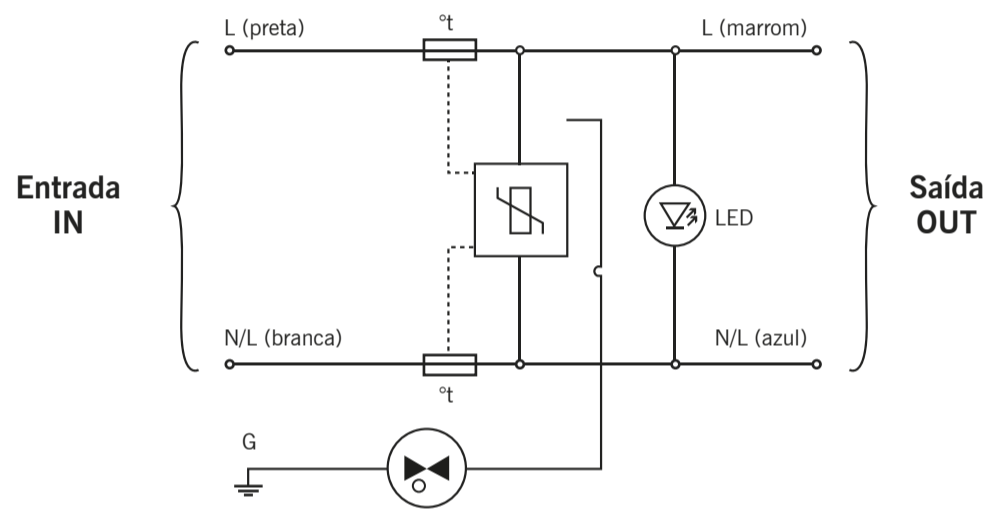 L (preta)
°t
L (marrom)
Entrada
IN
Saída
OUT
LED
N/L (branca)
N/L (azul)
°t
G